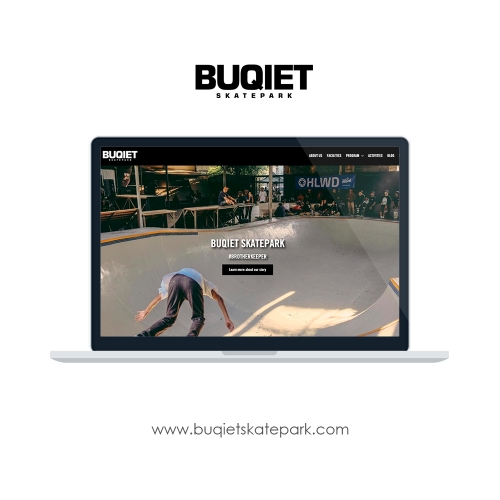 BUQIET
SKATEPARK
BUQIET
SKATEPARK
ABOUT US FACILITIES PROGRAM ACTIVITIES BLOG
OHLWD
BUQIET SKATEPARK
#BROTHERKEEPER
Learn more about our story
www.buqietskatepark.com